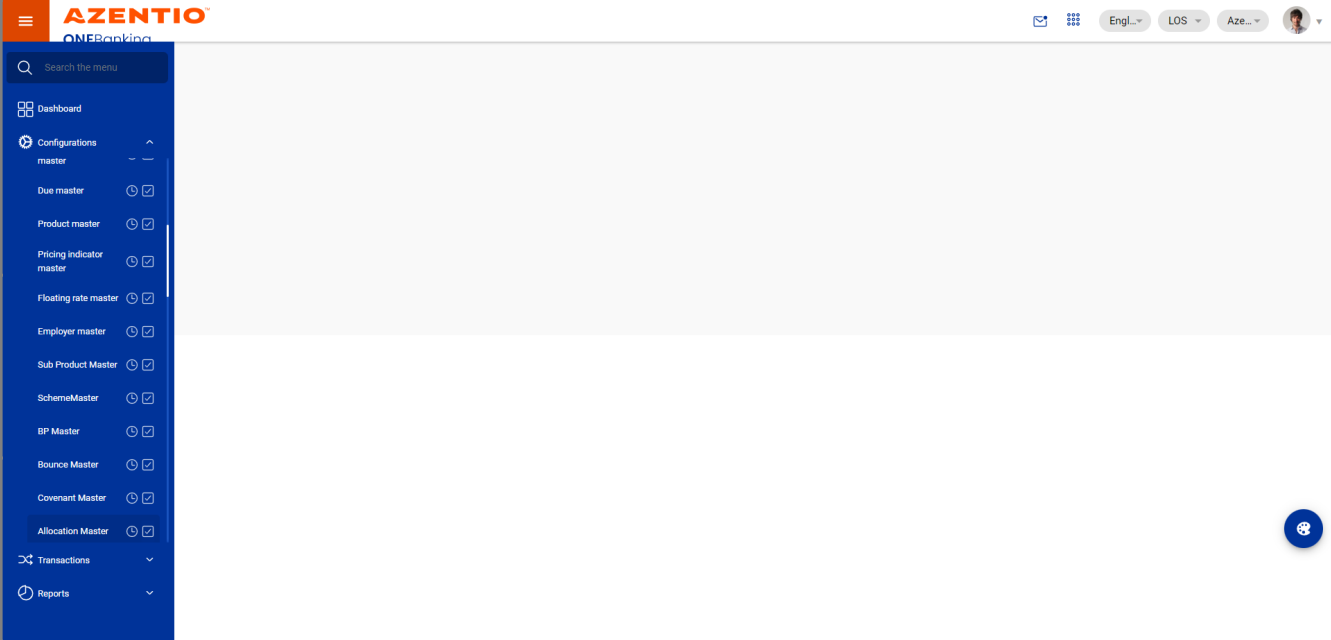 AZENTIO™
ONEBanking
Engl...
LOS
Aze...
Search the menu
Dashboard
Configurations
master
Due master
Product master
Pricing indicator
master
Floating rate master
Employer master
Sub Product Master
SchemeMaster
BP Master
Bounce Master
Covenant Master
Allocation Master
Transactions
Reports